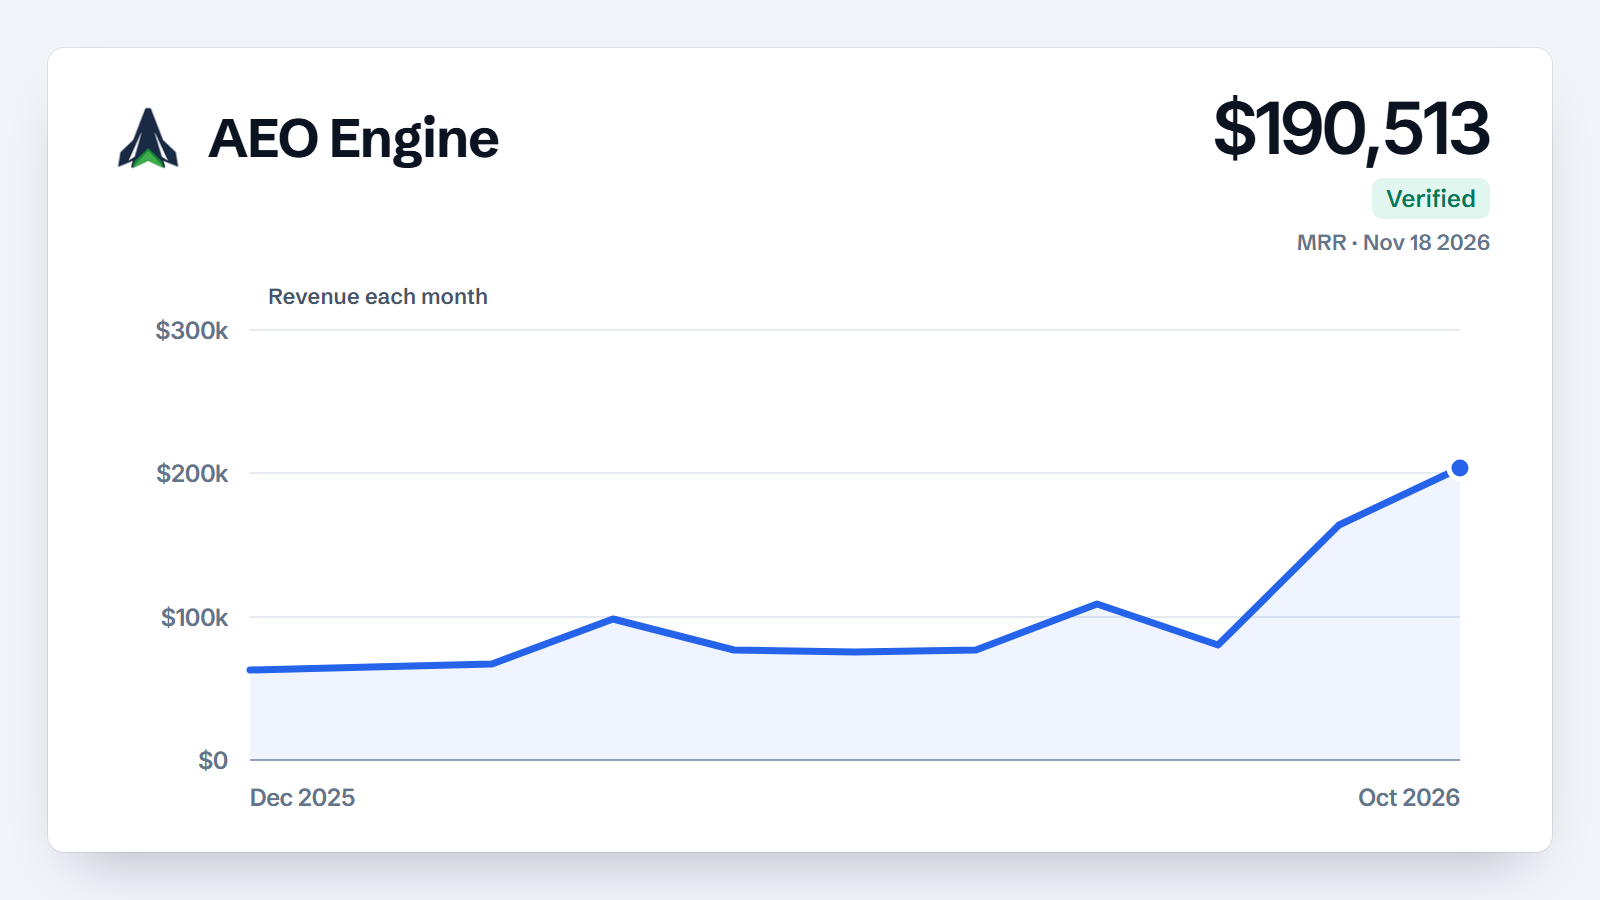 AEO Engine
$190,513
Verified
MRR · Nov 18 2026
Revenue each month
$300k
$200k
$100k
$0
Dec 2025
Oct 2026